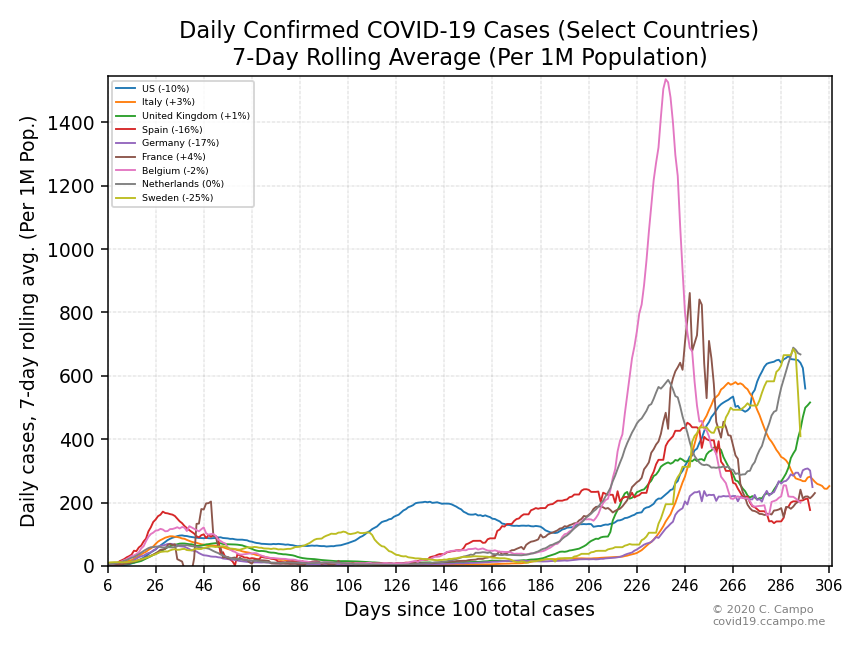 Daily Confirmed COVID-19 Cases (Select Countries)
7-Day Rolling Average (Per 1M Population)
Daily cases, 7-day rolling avg. (Per 1M Pop.)
1400
1200
1000
800
600
400
200
0
US (-10%)
Italy (+3%)
United Kingdom (+1%)
Spain (-16%)
Germany (-17%)
France (+4%)
Belgium (-2%)
Netherlands (0%)
Sweden (-25%)
6 26 46 66 86 106 126 146 166 186 206 226 246 266 286 306
Days since 100 total cases
© 2020 C. Campo
covid19.ccampo.me